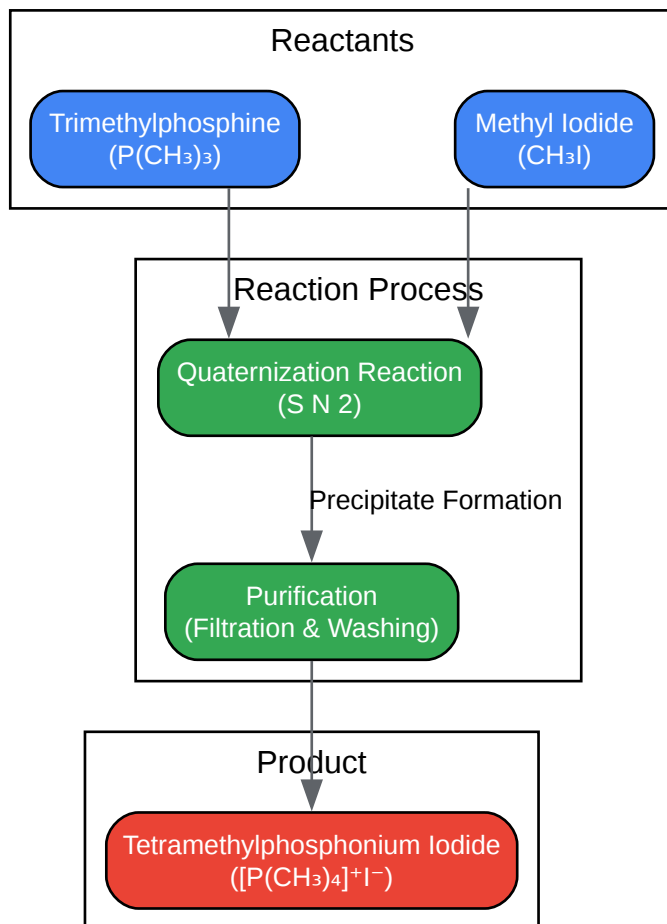 Reactants
Trimethylphosphine
(P(CH₃)₃)
Methyl Iodide
(CH₃I)
Reaction Process
Quaternization Reaction
(S N 2)
Precipitate Formation
Purification
(Filtration & Washing)
Product
Tetramethylphosphonium Iodide
([P(CH₃)₄]⁺I⁻)